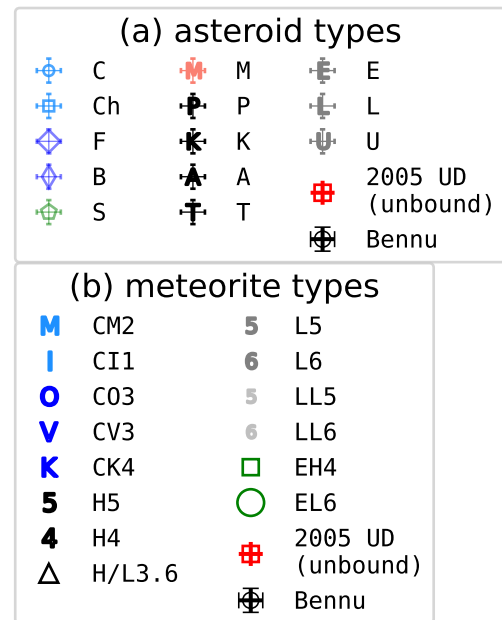 (a) asteroid types
C M E
Ch P L
F K U
B A 2005 UD
(unbound)
S T
Bennu
(b) meteorite types
M CM2 5 L5
I CI1 6 L6
O CO3 5 LL5
V CV3 6 LL6
K CK4 EH4
5 H5 EL6
4 H4 2005 UD
(unbound)
H/L3.6
Bennu